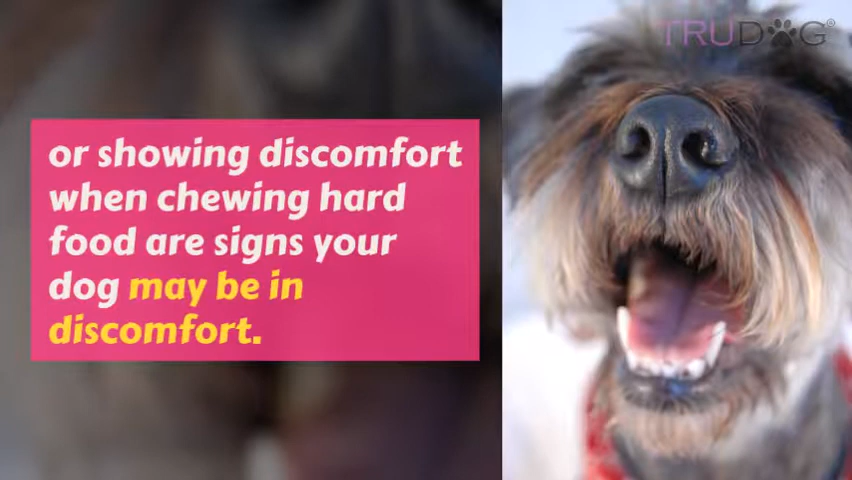 TRUDOG®
or showing discomfort
when chewing hard
food are signs your
dog may be in
discomfort.